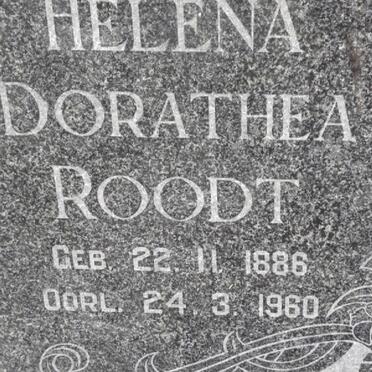 HELENA
DORATHEA
ROODT
GEB. 22. 11. 1886
OORL. 24. 3. 1960